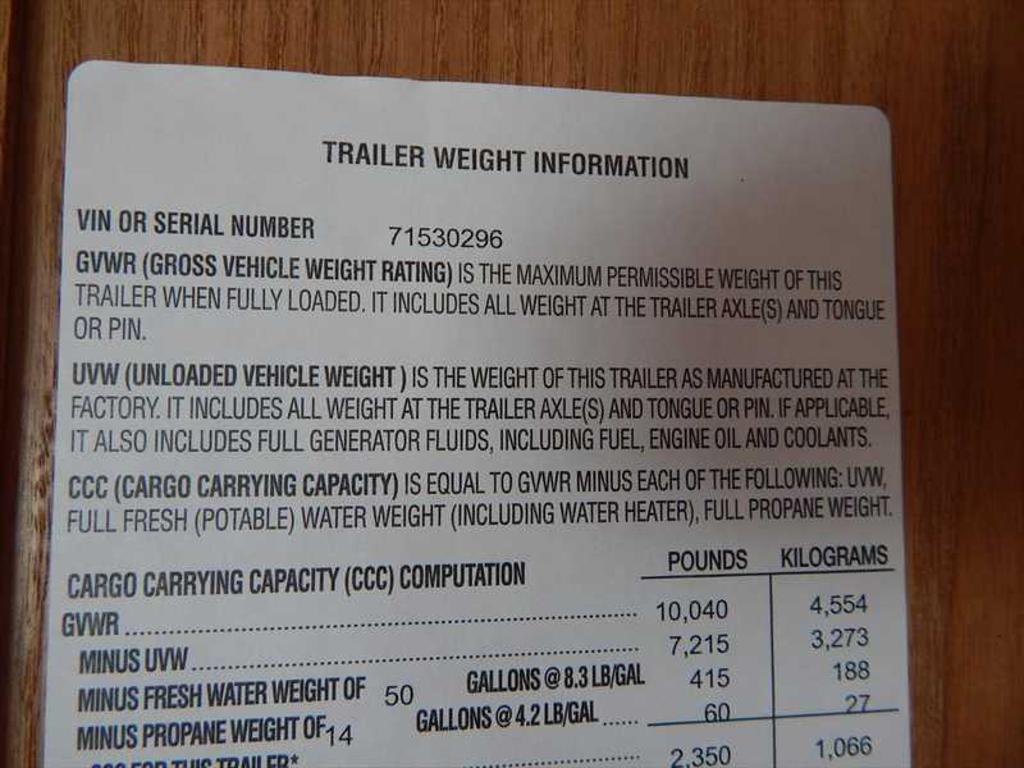 TRAILER WEIGHT INFORMATION
VIN OR SERIAL NUMBER 71530296
GVWR (GROSS VEHICLE WEIGHT RATING) IS THE MAXIMUM PERMISSIBLE WEIGHT OF THIS
TRAILER WHEN FULLY LOADED. IT INCLUDES ALL WEIGHT AT THE TRAILER AXLE(S) AND TONGUE
OR PIN.
UVW (UNLOADED VEHICLE WEIGHT ) IS THE WEIGHT OF THIS TRAILER AS MANUFACTURED AT THE
FACTORY. IT INCLUDES ALL WEIGHT AT THE TRAILER AXLE(S) AND TONGUE OR PIN. IF APPLICABLE,
IT ALSO INCLUDES FULL GENERATOR FLUIDS, INCLUDING FUEL, ENGINE OIL AND COOLANTS.
CCC (CARGO CARRYING CAPACITY) IS EQUAL TO GVWR MINUS EACH OF THE FOLLOWING: UVW,
FULL FRESH (POTABLE) WATER WEIGHT (INCLUDING WATER HEATER), FULL PROPANE WEIGHT.
CARGO CARRYING CAPACITY (CCC) COMPUTATION POUNDS KILOGRAMS
GVWR 10,040 4,554
MINUS UVW 7,215 3,273
MINUS FRESH WATER WEIGHT OF 50 GALLONS @ 8.3 LB/GAL 415 188
MINUS PROPANE WEIGHT OF 14 GALLONS @ 4.2 LB/GAL ...... 60 27
CCC FOR THIS TRAILER* 2,350 1,066